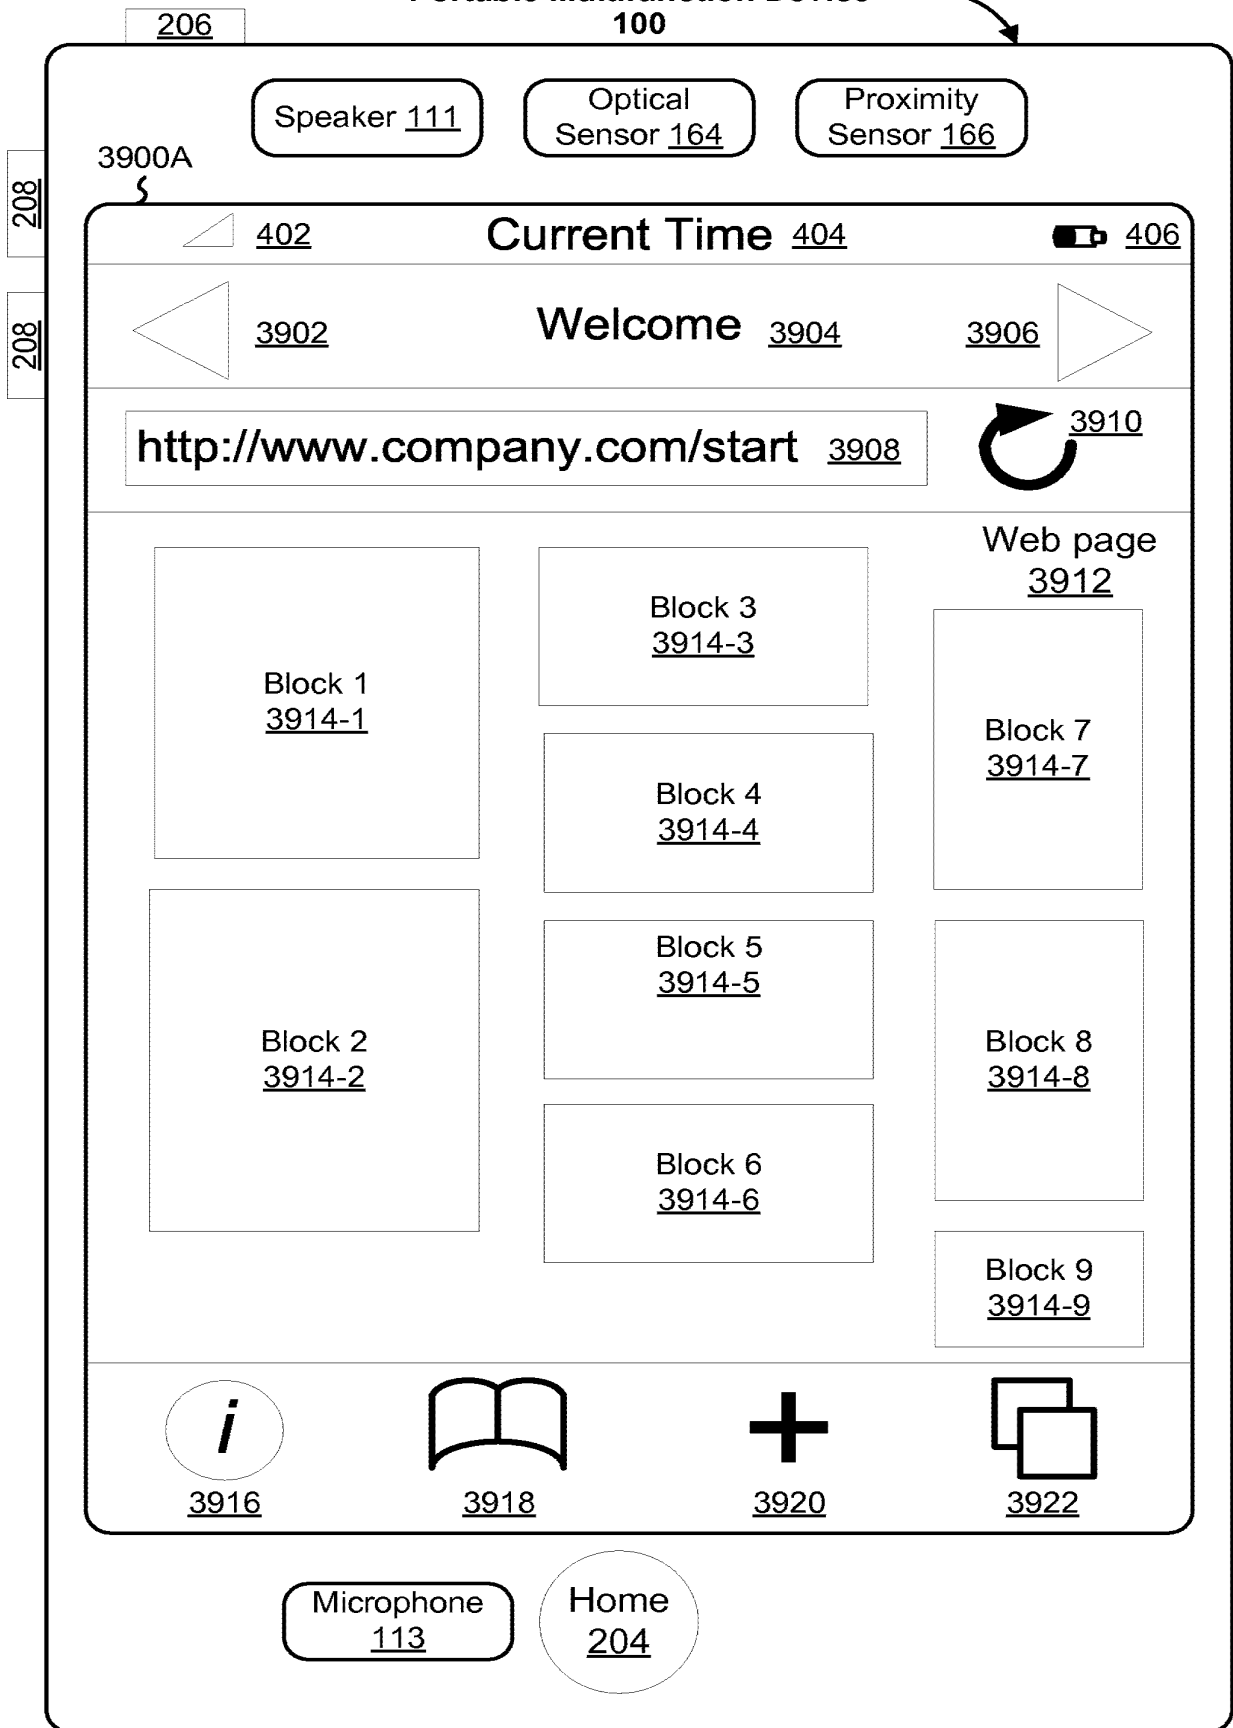 100
206
Speaker 111
Optical
Sensor 164
Proximity
Sensor 166
3900A
208
208
402
Current Time 404
406
3902
Welcome 3904
3906
http://www.company.com/start 3908
3910
Web page
3912
Block 1
3914-1
Block 2
3914-2
Block 3
3914-3
Block 4
3914-4
Block 5
3914-5
Block 6
3914-6
Block 7
3914-7
Block 8
3914-8
Block 9
3914-9
i
3916
3918
3920
3922
Microphone
113
Home
204